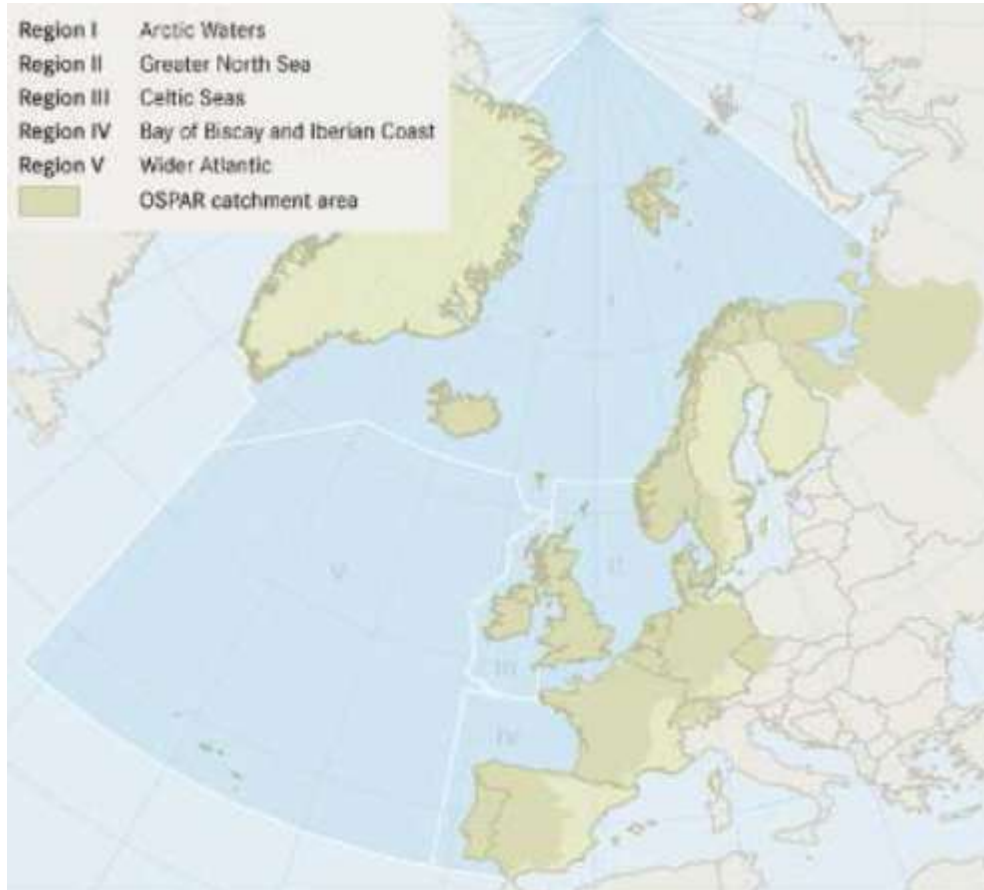 Region I Arctic Waters
Region II Greater North Sea
Region III Celtic Seas
Region IV Bay of Biscay and Iberian Coast
Region V Wider Atlantic
OSPAR catchment area
V
II
III
IV